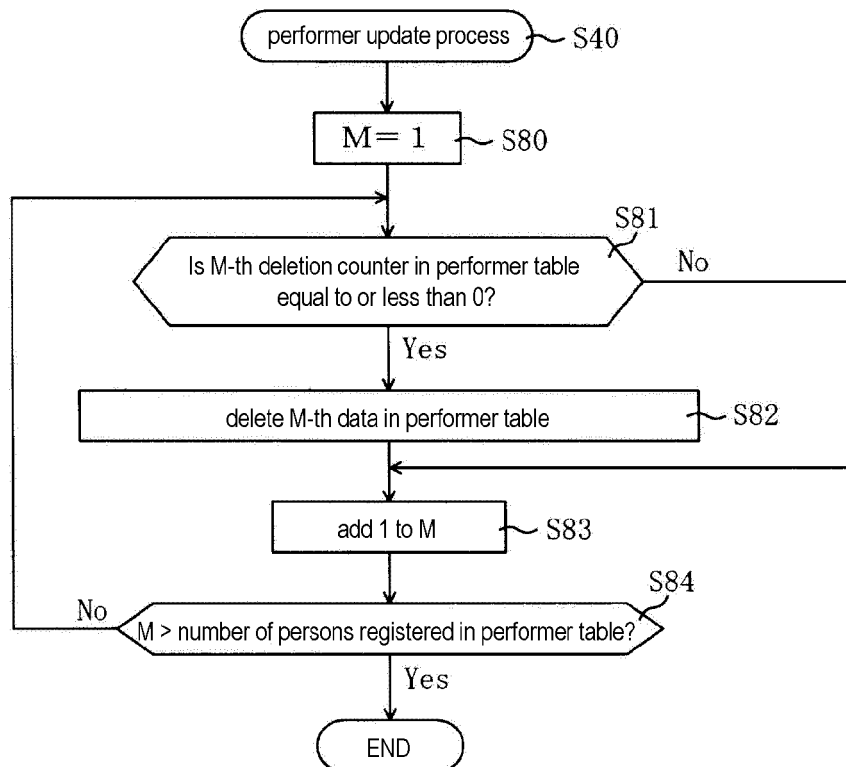 performer update process
S40
M= 1
S80
S81
Is M-th deletion counter in performer table
equal to or less than 0?
No
Yes
delete M-th data in performer table
S82
add 1 to M
S83
S84
No
M > number of persons registered in performer table?
Yes
END